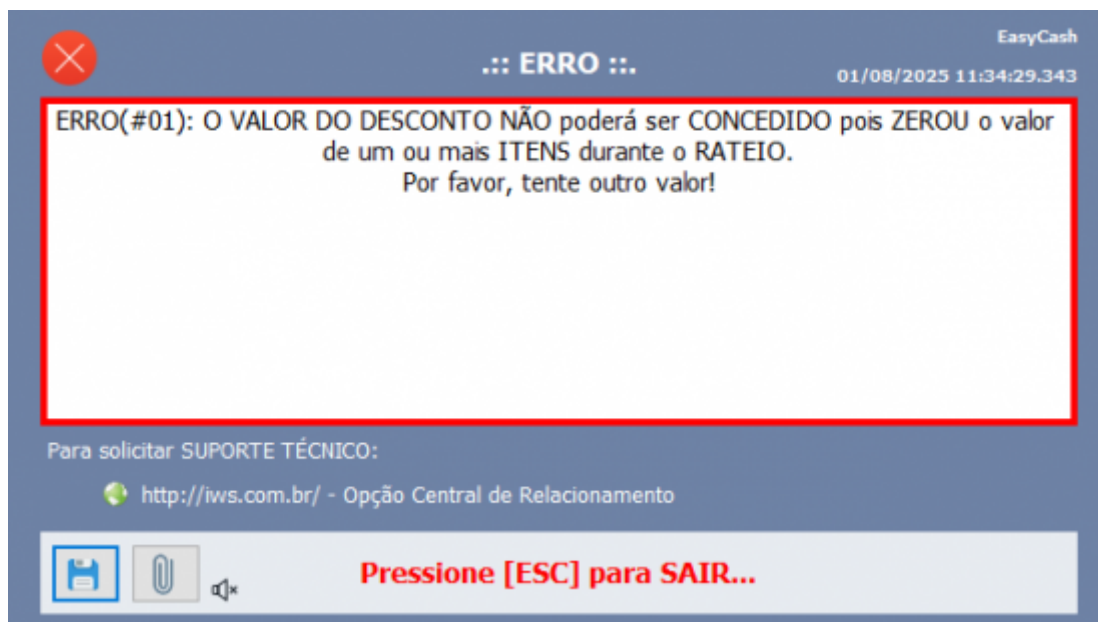 EasyCash
.:: ERRO ::.
01/08/2025 11:34:29.343
ERRO(#01): O VALOR DO DESCONTO NÃO poderá ser CONCEDIDO pois ZEROU o valor
de um ou mais ITENS durante o RATEIO.
Por favor, tente outro valor!
Para solicitar SUPORTE TÉCNICO:
http://iws.com.br/ - Opção Central de Relacionamento
Pressione [ESC] para SAIR...